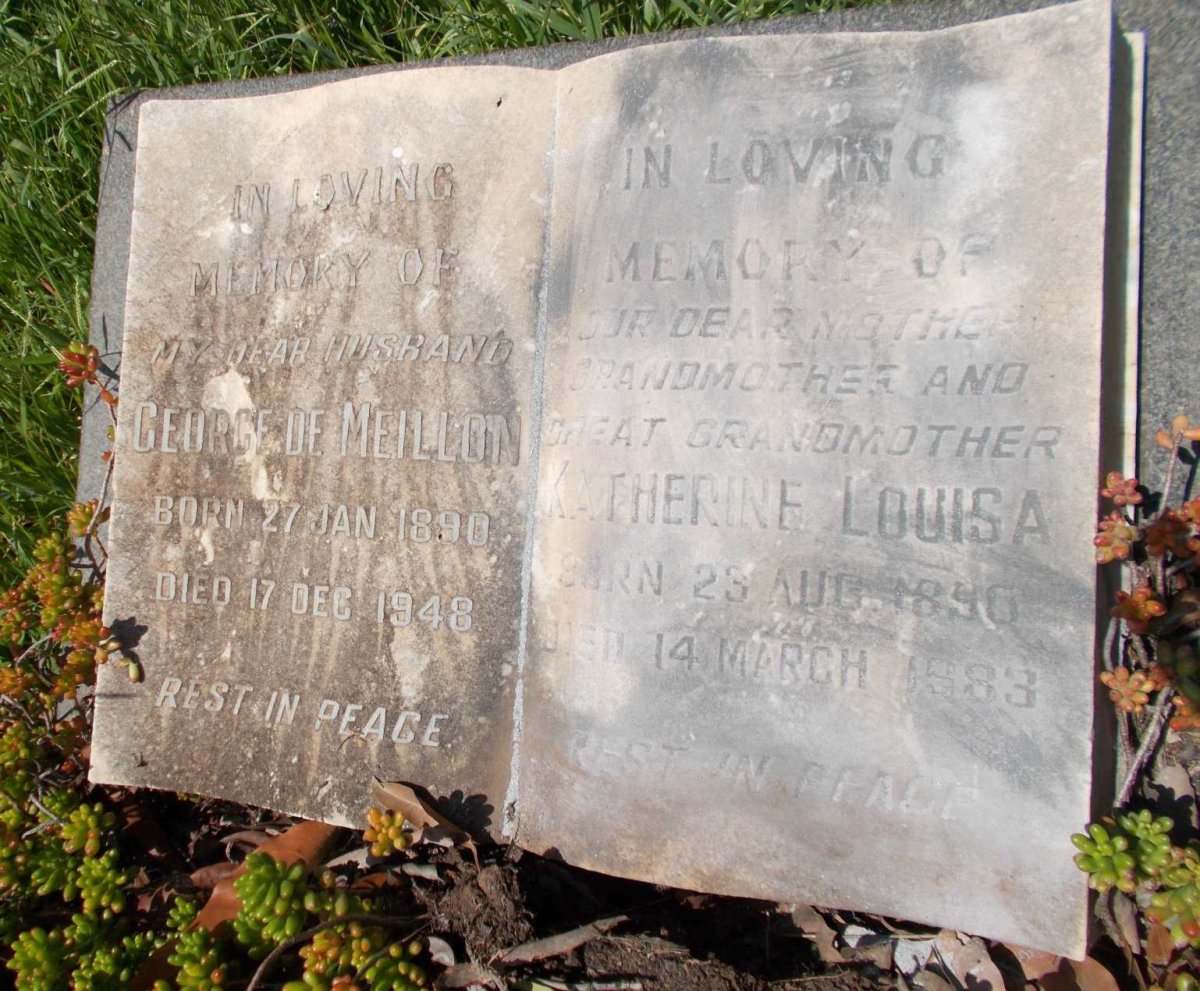 IN LOVING
MEMORY OF
MY DEAR HUSBAND
GEORGE DE MEILLON
BORN 27 JAN. 1890
DIED 17 DEC. 1948
REST IN PEACE
IN LOVING
MEMORY OF
OUR DEAR MOTHER
GRANDMOTHER AND
GREAT GRANDMOTHER
KATHERINE LOUISA
BORN 23 AUG. 1890
DIED 14 MARCH 1983
REST IN PEACE